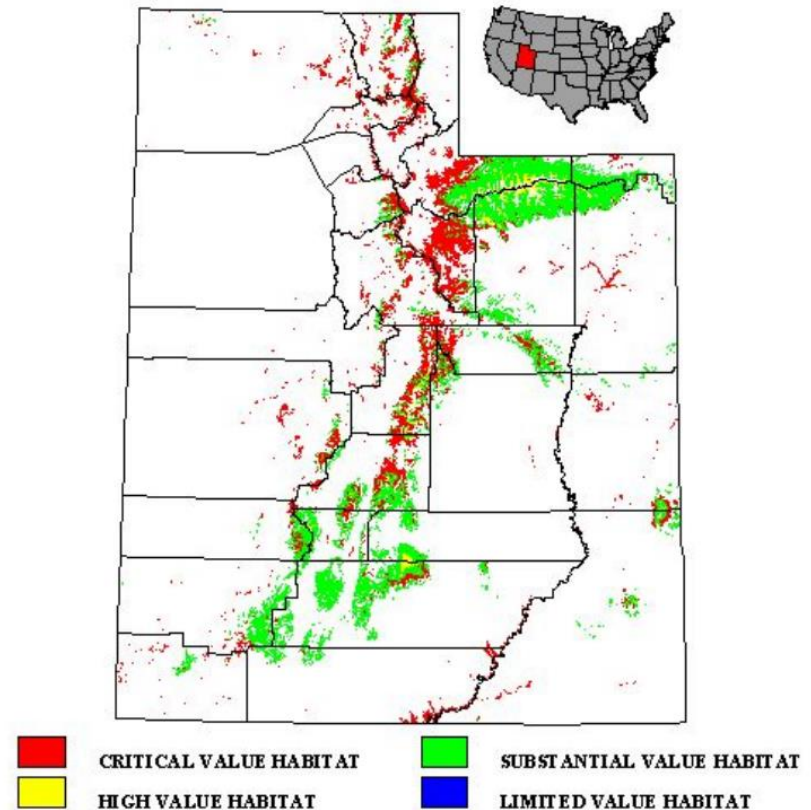 CRITICAL VALUE HABITAT
SUBSTANTIAL VALUE HABITAT
HIGH VALUE HABITAT
LIMITED VALUE HABITAT